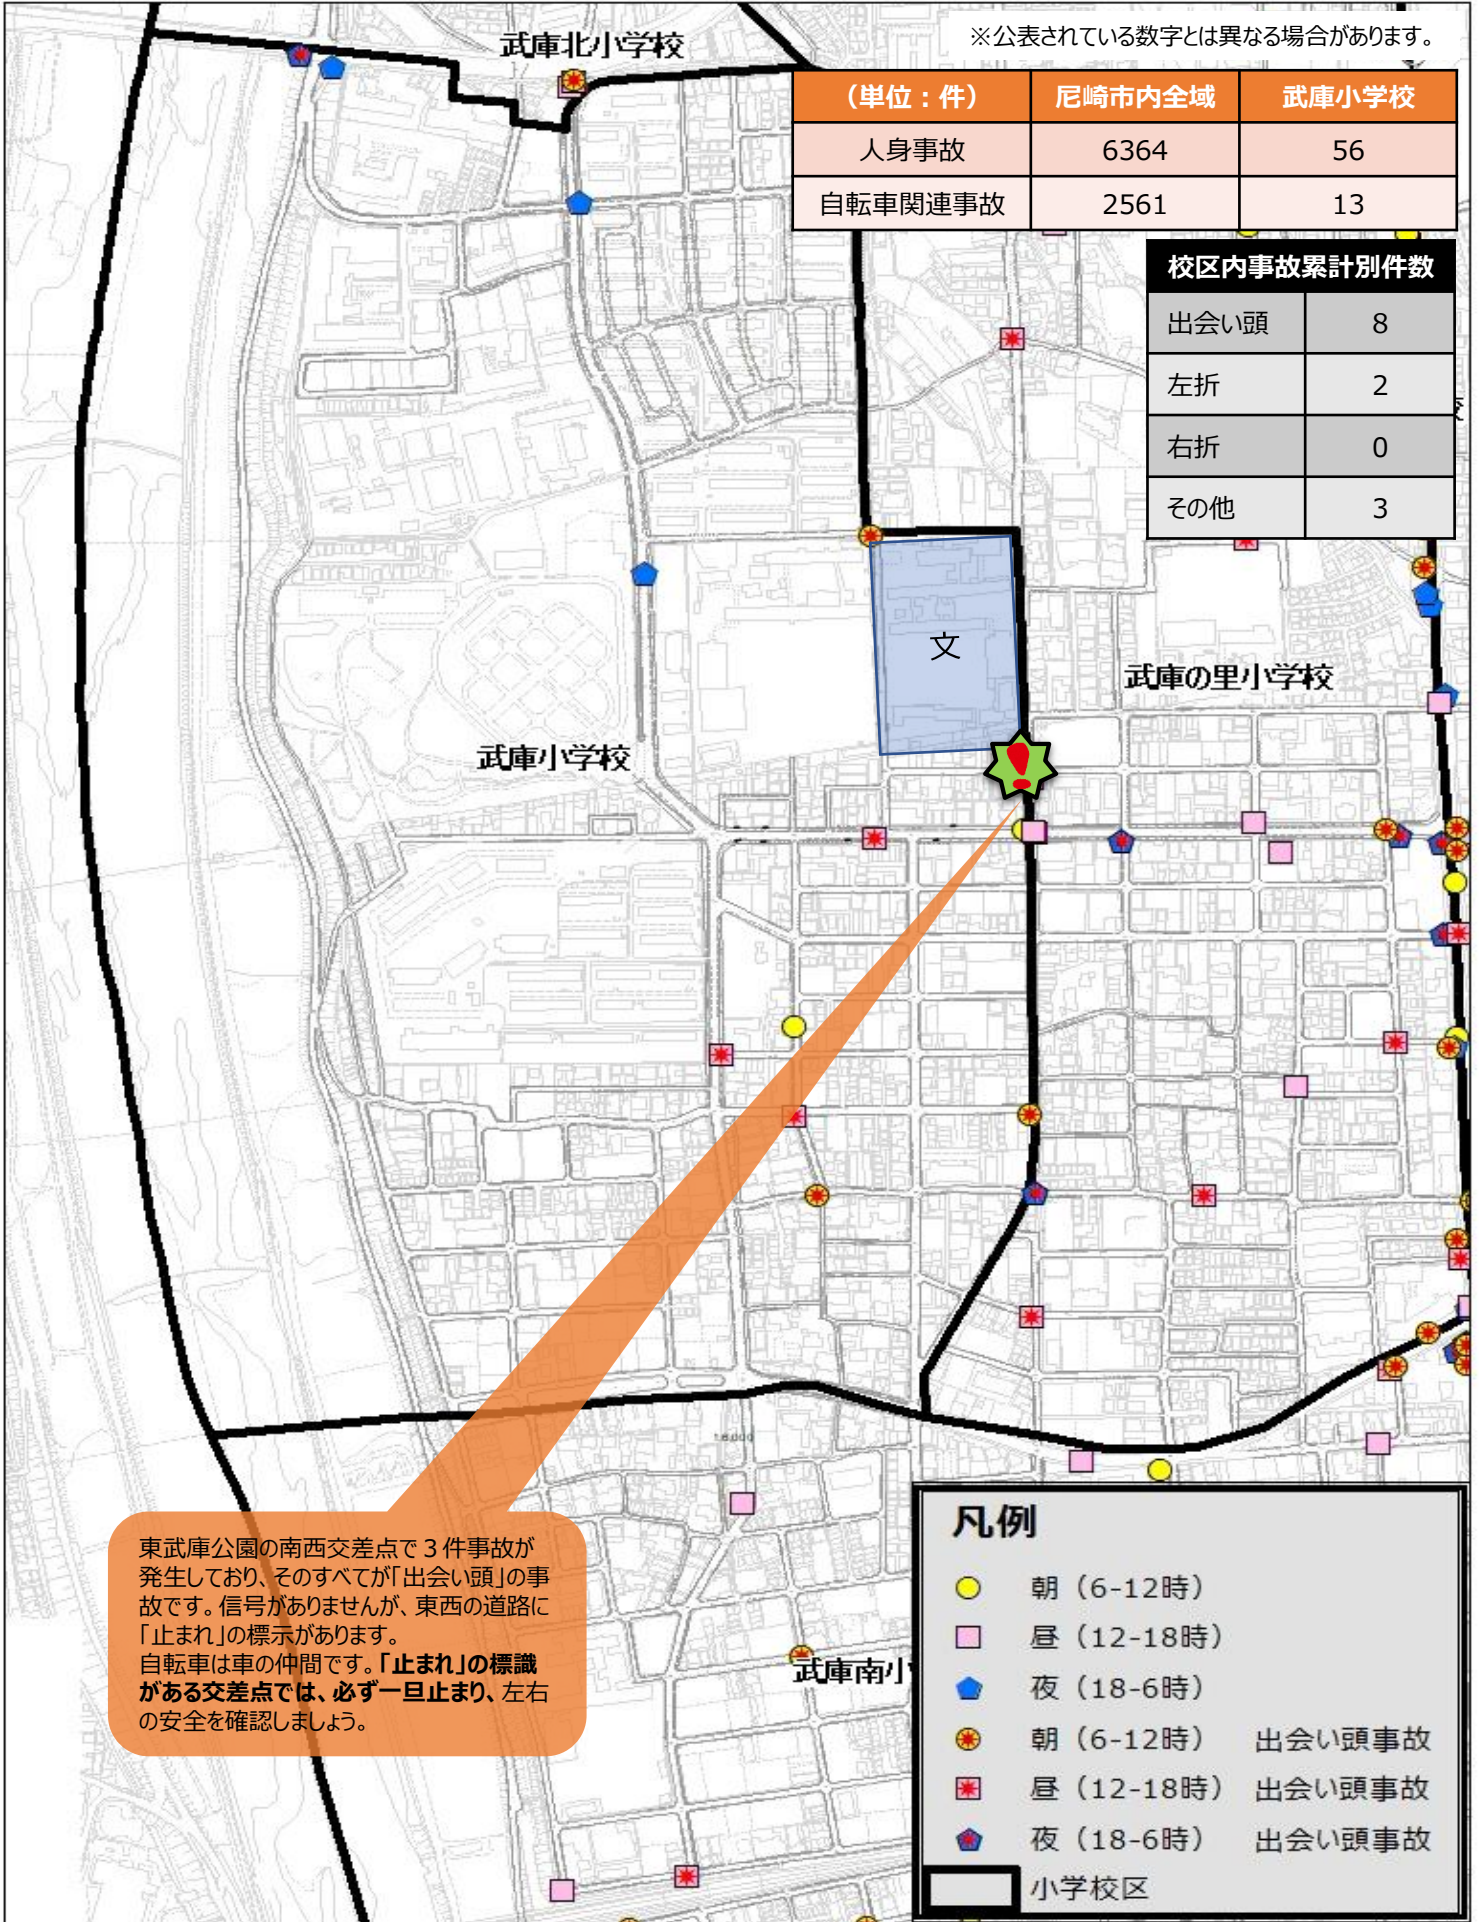 武庫北小学校
※公表されている数字とは異なる場合があります。
（単位：件） 尼崎市内全域 武庫小学校
人身事故 6364 56
自転車関連事故 2561 13
校区内事故累計別件数
出会い頭 8
左折 2
右折 0
その他 3
文
武庫の里小学校
武庫小学校
東武庫公園の南西交差点で３件事故が
発生しており、そのすべてが「出会い頭」の事
故です。信号がありませんが、東西の道路に
「止まれ」の標示があります。
自転車は車の仲間です。「止まれ」の標識
がある交差点では、必ず一旦止まり、左右
の安全を確認しましょう。
武庫南小
凡例
朝（6-12時）
昼（12-18時）
夜（18-6時）
朝（6-12時） 出会い頭事故
昼（12-18時） 出会い頭事故
夜（18-6時） 出会い頭事故
小学校区